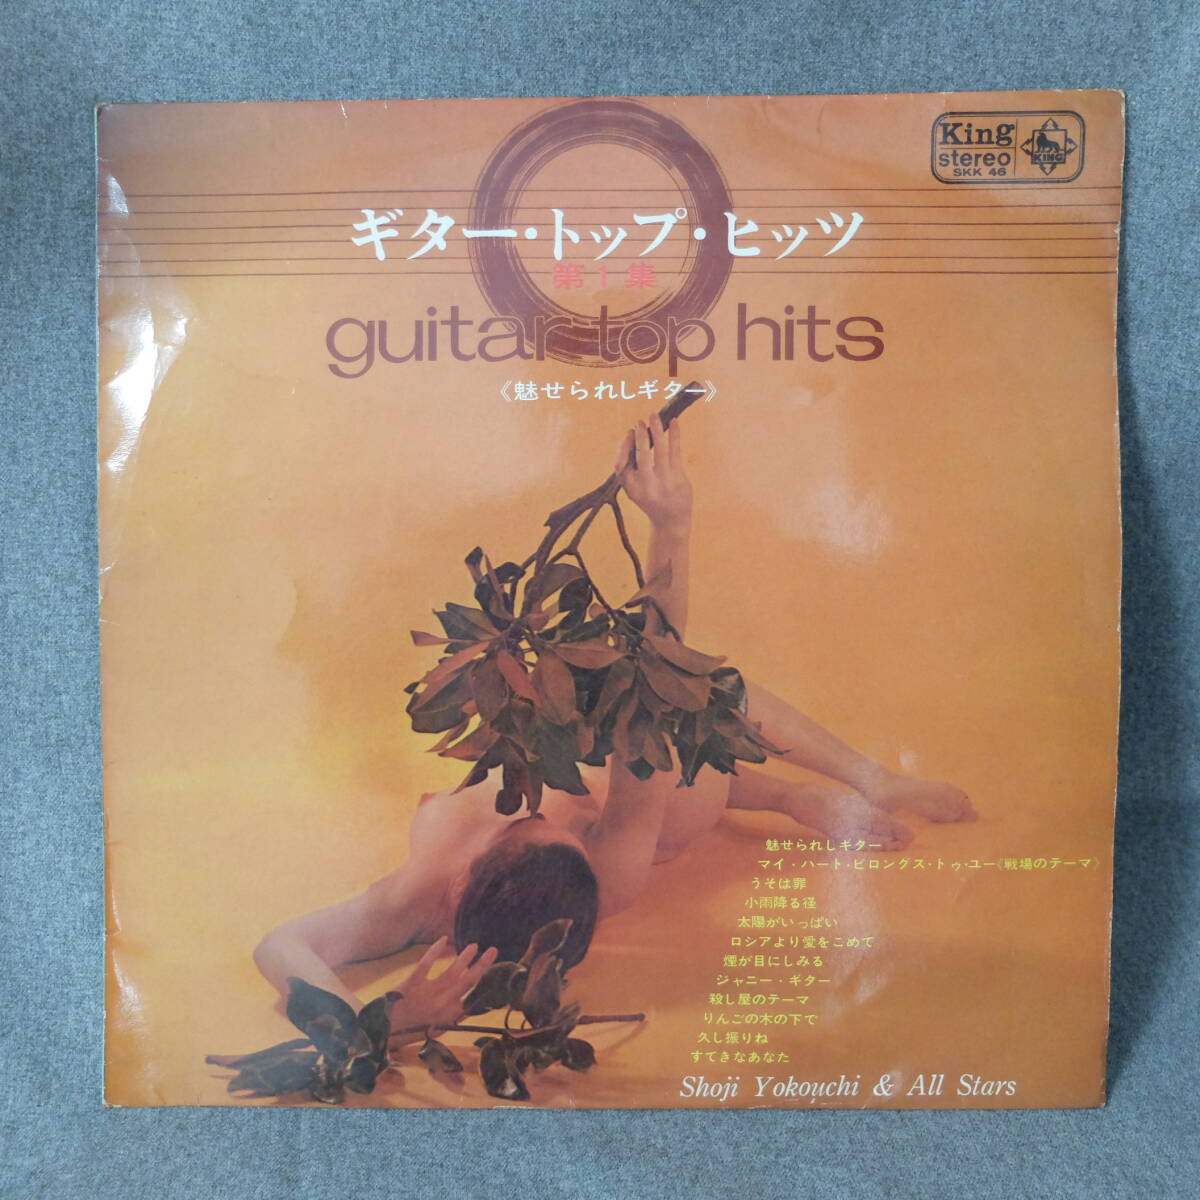 King
stereo
SKK 46
KING
ギター・トップ・ヒッツ
第1集
guitar top hits
《魅せられしギター》
魅せられしギター
マイ・ハート・ビロングス・トゥ・ユー《戦場のテーマ》
うそは罪
小雨降る径
太陽がいっぱい
ロシアより愛をこめて
煙が目にしみる
ジャニー・ギター
殺し屋のテーマ
りんごの木の下で
久し振りね
すてきなあなた
Shoji Yokouchi & All Stars